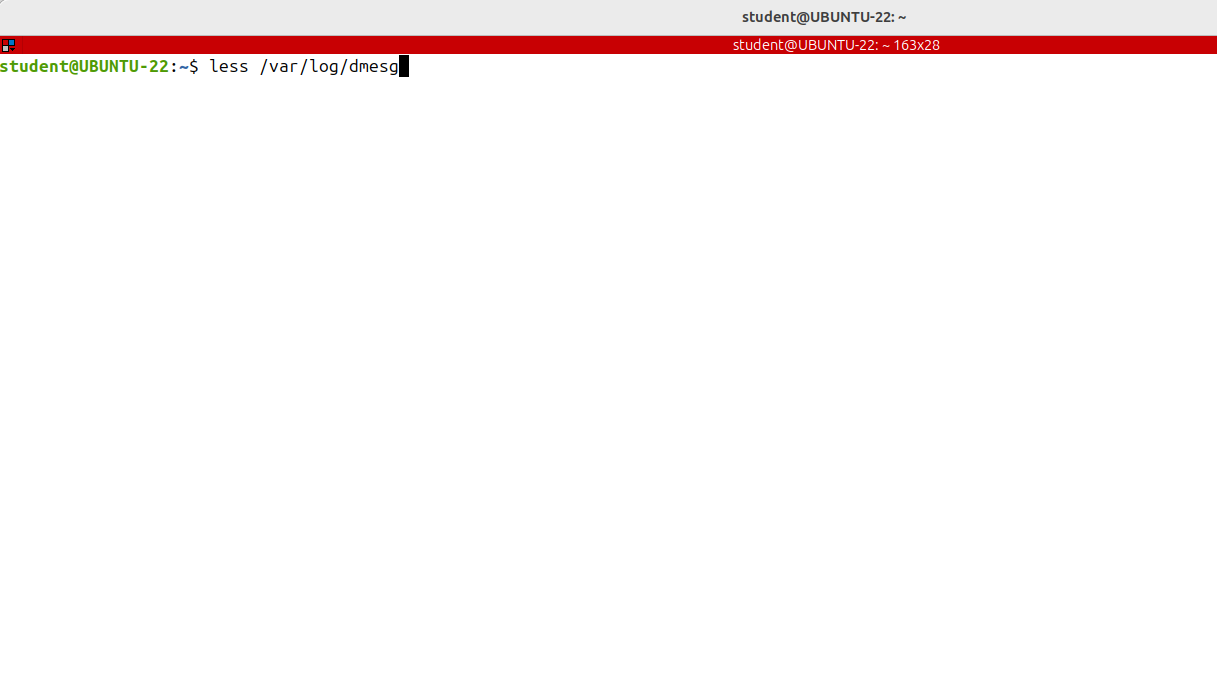 student@UBUNTU-22: ~
student@UBUNTU-22: ~ 163x28
student@UBUNTU-22:~$ less /var/log/dmesg